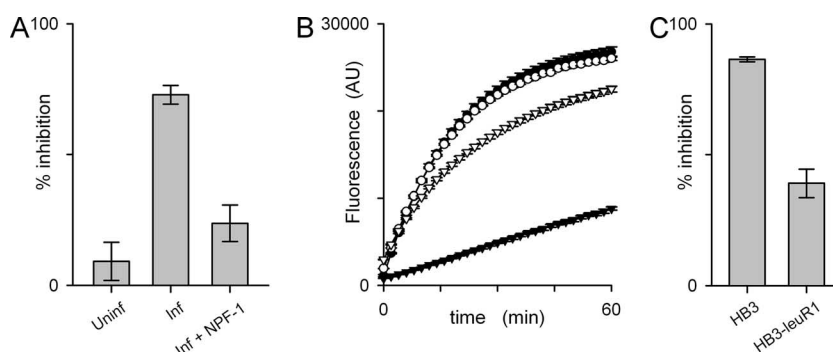 A
% inhibition
100
0
Uninf
Inf
Inf + NPF-1
B
Fluorescence (AU)
30000
0
0
60
time (min)
C
% inhibition
100
0
HB3
HB3-leuR1